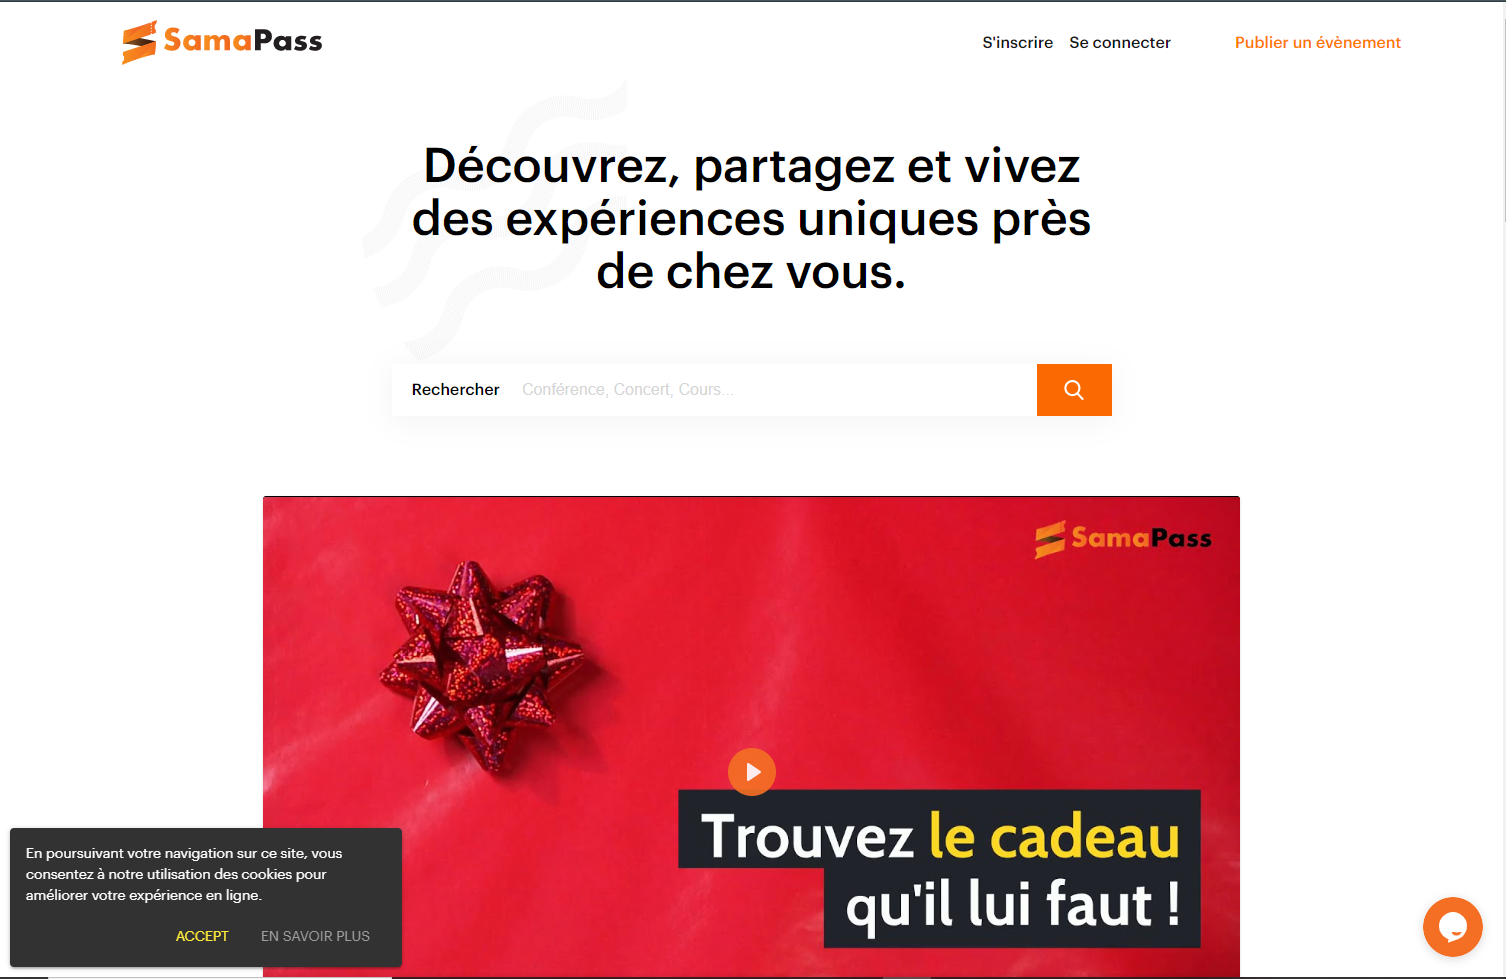 SamaPass
S'inscrire
Se connecter
Publier un évènement
Découvrez, partagez et vivez
des expériences uniques près
de chez vous.
Rechercher
Conférence, Concert, Cours...
SamaPass
Trouvez le cadeau
qu'il lui faut !
En poursuivant votre navigation sur ce site, vous
consentez à notre utilisation des cookies pour
améliorer votre expérience en ligne.
ACCEPT
EN SAVOIR PLUS